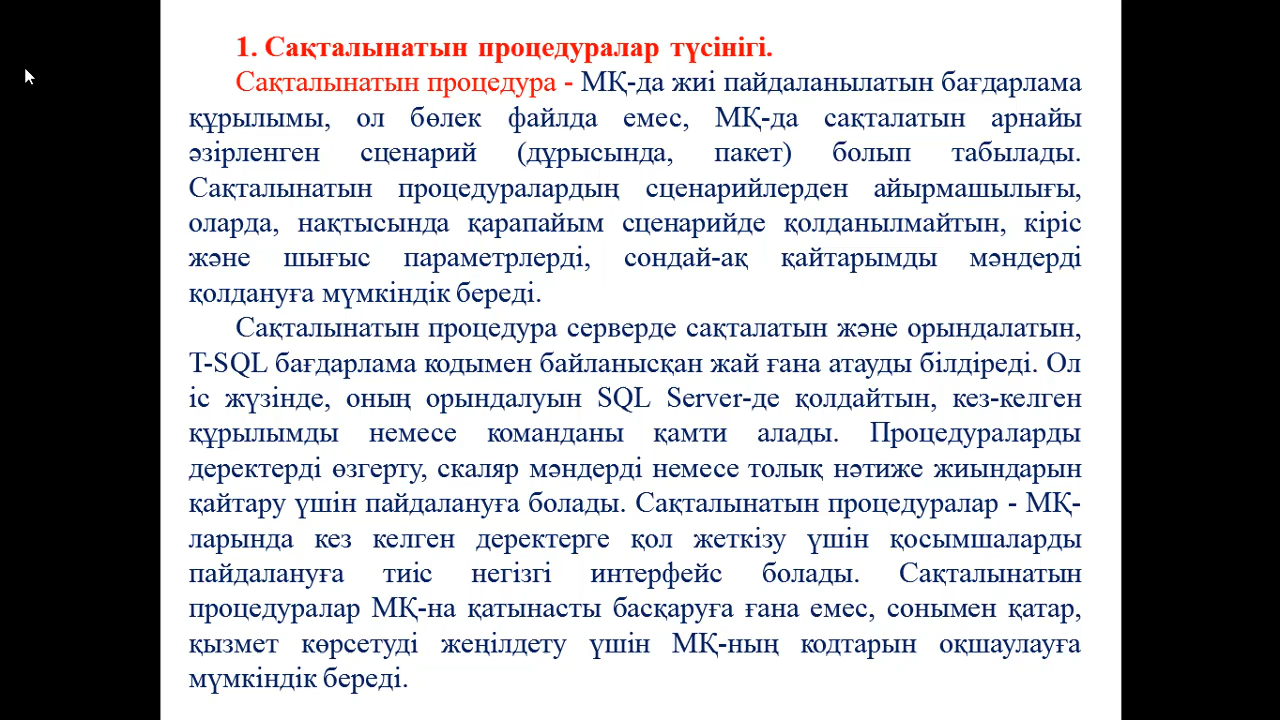 1. Сақталынатын процедуралар түсінігі.
Сақталынатын процедура - МҚ-да жиі пайдаланылатын бағдарлама
құрылымы, ол бөлек файлда емес, МҚ-да сақталатын арнайы
әзірленген сценарий (дұрысында, пакет) болып табылады.
Сақталынатын процедуралардың сценарийлерден айырмашылығы,
оларда, нақтысында қарапайым сценарийде қолданылмайтын, кіріс
және шығыс параметрлерді, сондай-ақ қайтарымды мәндерді
қолдануға мүмкіндік береді.
Сақталынатын процедура серверде сақталатын және орындалатын,
T-SQL бағдарлама кодымен байланысқан жай ғана атауды білдіреді. Ол
іс жүзінде, оның орындалуын SQL Server-де қолдайтын, кез-келген
құрылымды немесе команданы қамти алады. Процедураларды
деректерді өзгерту, скаляр мәндерді немесе толық нәтиже жиындарын
қайтару үшін пайдалануға болады. Сақталынатын процедуралар - МҚ-
ларында кез келген деректерге қол жеткізу үшін қосымшаларды
пайдалануға тиіс негізгі интерфейс болады. Сақталынатын
процедуралар МҚ-на қатынасты басқаруға ғана емес, сонымен қатар,
қызмет көрсетуді жеңілдету үшін МҚ-ның кодтарын оқшаулауға
мүмкіндік береді.